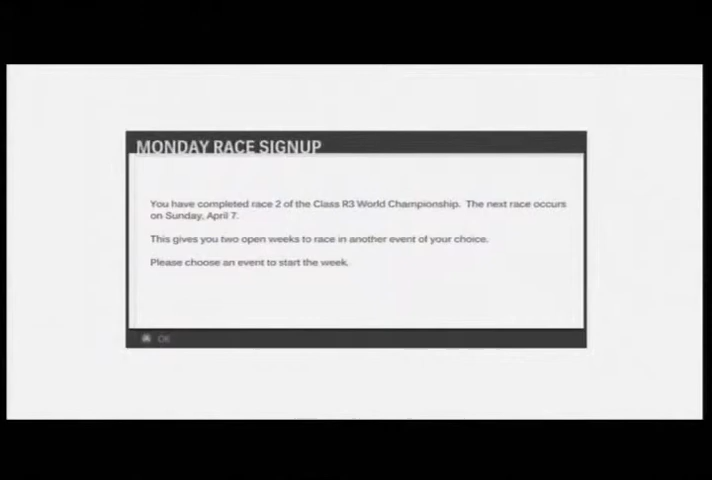 MONDAY RACE SIGNUP
You have completed race 2 of the Class R3 World Championship. The next race occurs
on Sunday, April 7.
This gives you two open weeks to race in another event of your choice.
Please choose an event to start the week.
OK